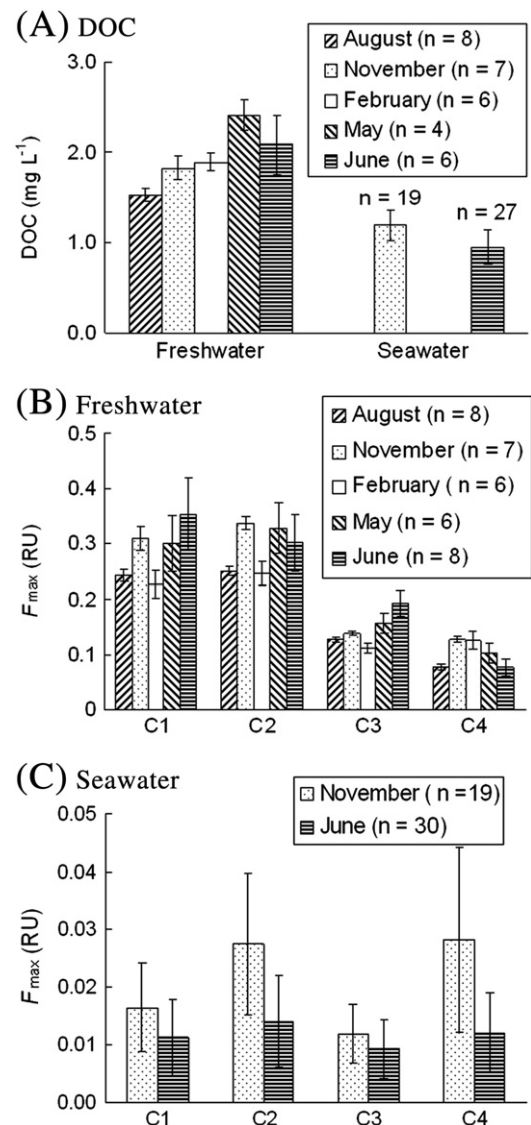 (A) DOC
August (n = 8)
November (n = 7)
February (n = 6)
May (n = 4)
June (n = 6)
DOC (mg L⁻¹)
3.0
2.0
1.0
0.0
n = 19
n = 27
Freshwater
Seawater
(B) Freshwater
August (n = 8)
November (n = 7)
February ( n = 6)
May (n = 6)
June (n = 8)
Fmax (RU)
0.5
0.4
0.3
0.2
0.1
0
C1
C2
C3
C4
(C) Seawater
November ( n =19)
June (n = 30)
Fmax (RU)
0.05
0.04
0.03
0.02
0.01
0.00
C1
C2
C3
C4